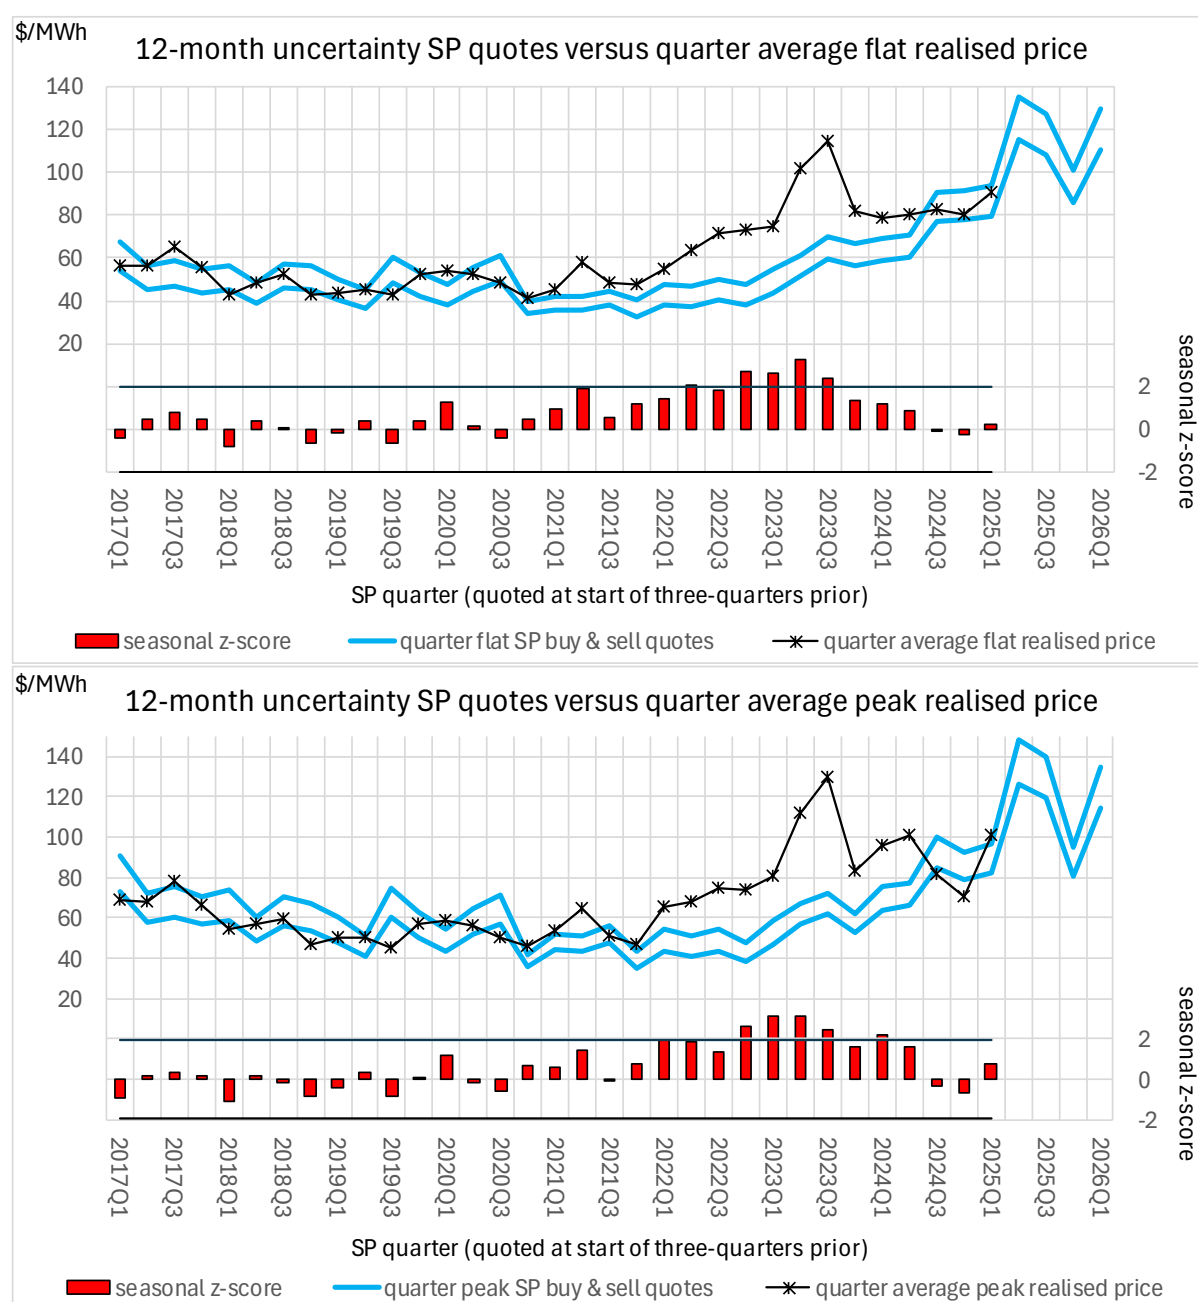 $/MWh
12-month uncertainty SP quotes versus quarter average flat realised price
140
120
100
80
60
40
20
2
0
-2
seasonal z-score
2017Q1
2017Q3
2018Q1
2018Q3
2019Q1
2019Q3
2020Q1
2020Q3
2021Q1
2021Q3
2022Q1
2022Q3
2023Q1
2023Q3
2024Q1
2024Q3
2025Q1
2025Q3
2026Q1
SP quarter (quoted at start of three-quarters prior)
seasonal z-score
quarter flat SP buy & sell quotes
quarter average flat realised price
$/MWh
12-month uncertainty SP quotes versus quarter average peak realised price
140
120
100
80
60
40
20
2
0
-2
seasonal z-score
2017Q1
2017Q3
2018Q1
2018Q3
2019Q1
2019Q3
2020Q1
2020Q3
2021Q1
2021Q3
2022Q1
2022Q3
2023Q1
2023Q3
2024Q1
2024Q3
2025Q1
2025Q3
2026Q1
SP quarter (quoted at start of three-quarters prior)
seasonal z-score
quarter peak SP buy & sell quotes
quarter average peak realised price